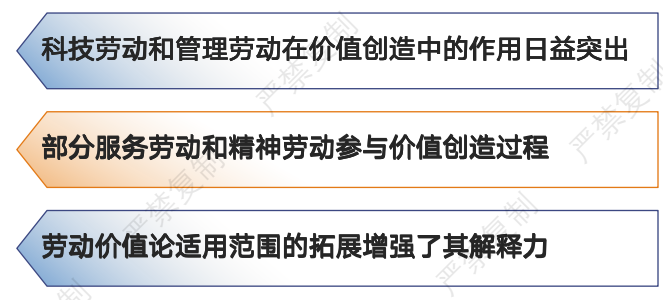 科技劳动和管理劳动在价值创造中的作用日益突出
部分服务劳动和精神劳动参与价值创造过程
劳动价值论适用范围的拓展增强了其解释力
严禁复制
严禁复制
严禁复制
严禁复制